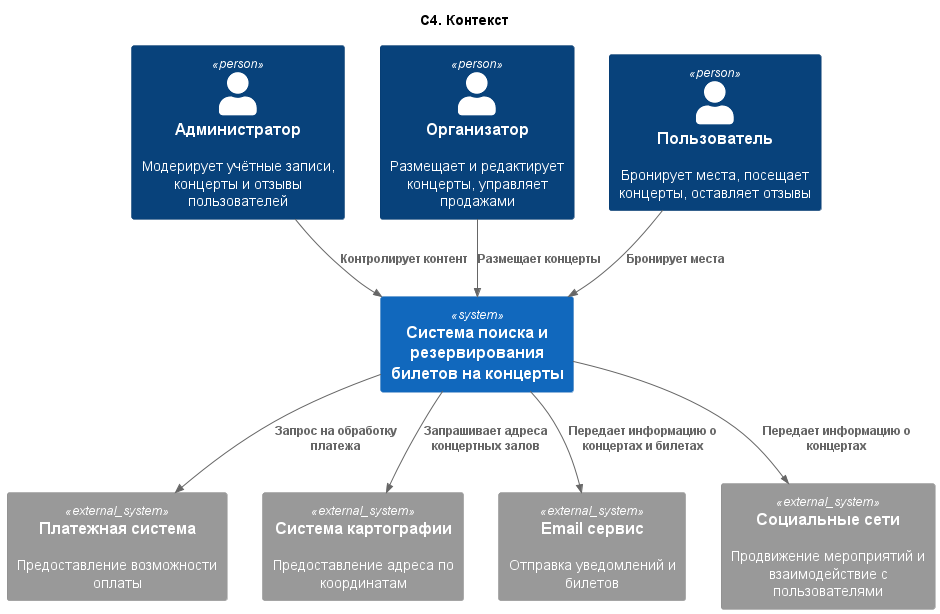 C4. Контекст
«person»
Администратор
Модерирует учётные записи,
концерты и отзывы
пользователей
«person»
Организатор
Размещает и редактирует
концерты, управляет
продажами
«person»
Пользователь
Бронирует места, посещает
концерты, оставляет отзывы
Контролирует контент
Размещает концерты
Бронирует места
«system»
Система поиска и
резервирования
билетов на концерты
Запрос на обработку
платежа
Запрашивает адреса
концертных залов
Передает информацию о
концертах и билетах
Передает информацию о
концертах
«external_system»
Платежная система
Предоставление возможности
оплаты
«external_system»
Система картографии
Предоставление адреса по
координатам
«external_system»
Email сервис
Отправка уведомлений и
билетов
«external_system»
Социальные сети
Продвижение мероприятий и
взаимодействие с
пользователями